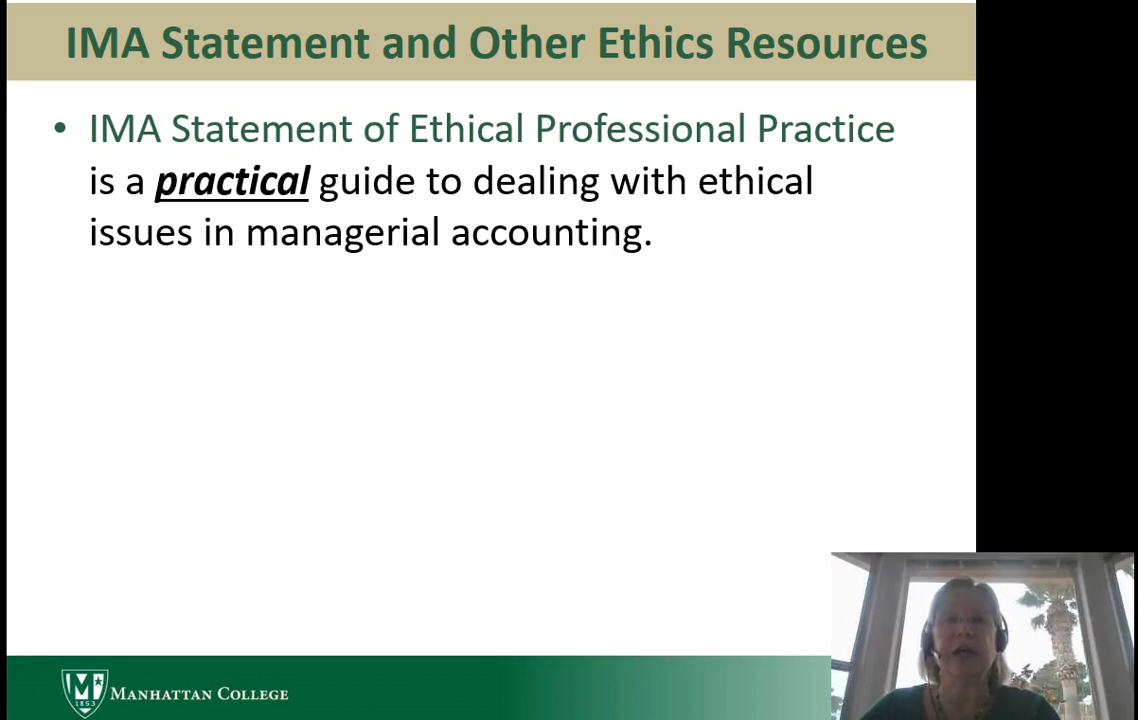 IMA Statement and Other Ethics Resources
• IMA Statement of Ethical Professional Practice
is a practical guide to dealing with ethical
issues in managerial accounting.
M
1853
MANHATTAN COLLEGE